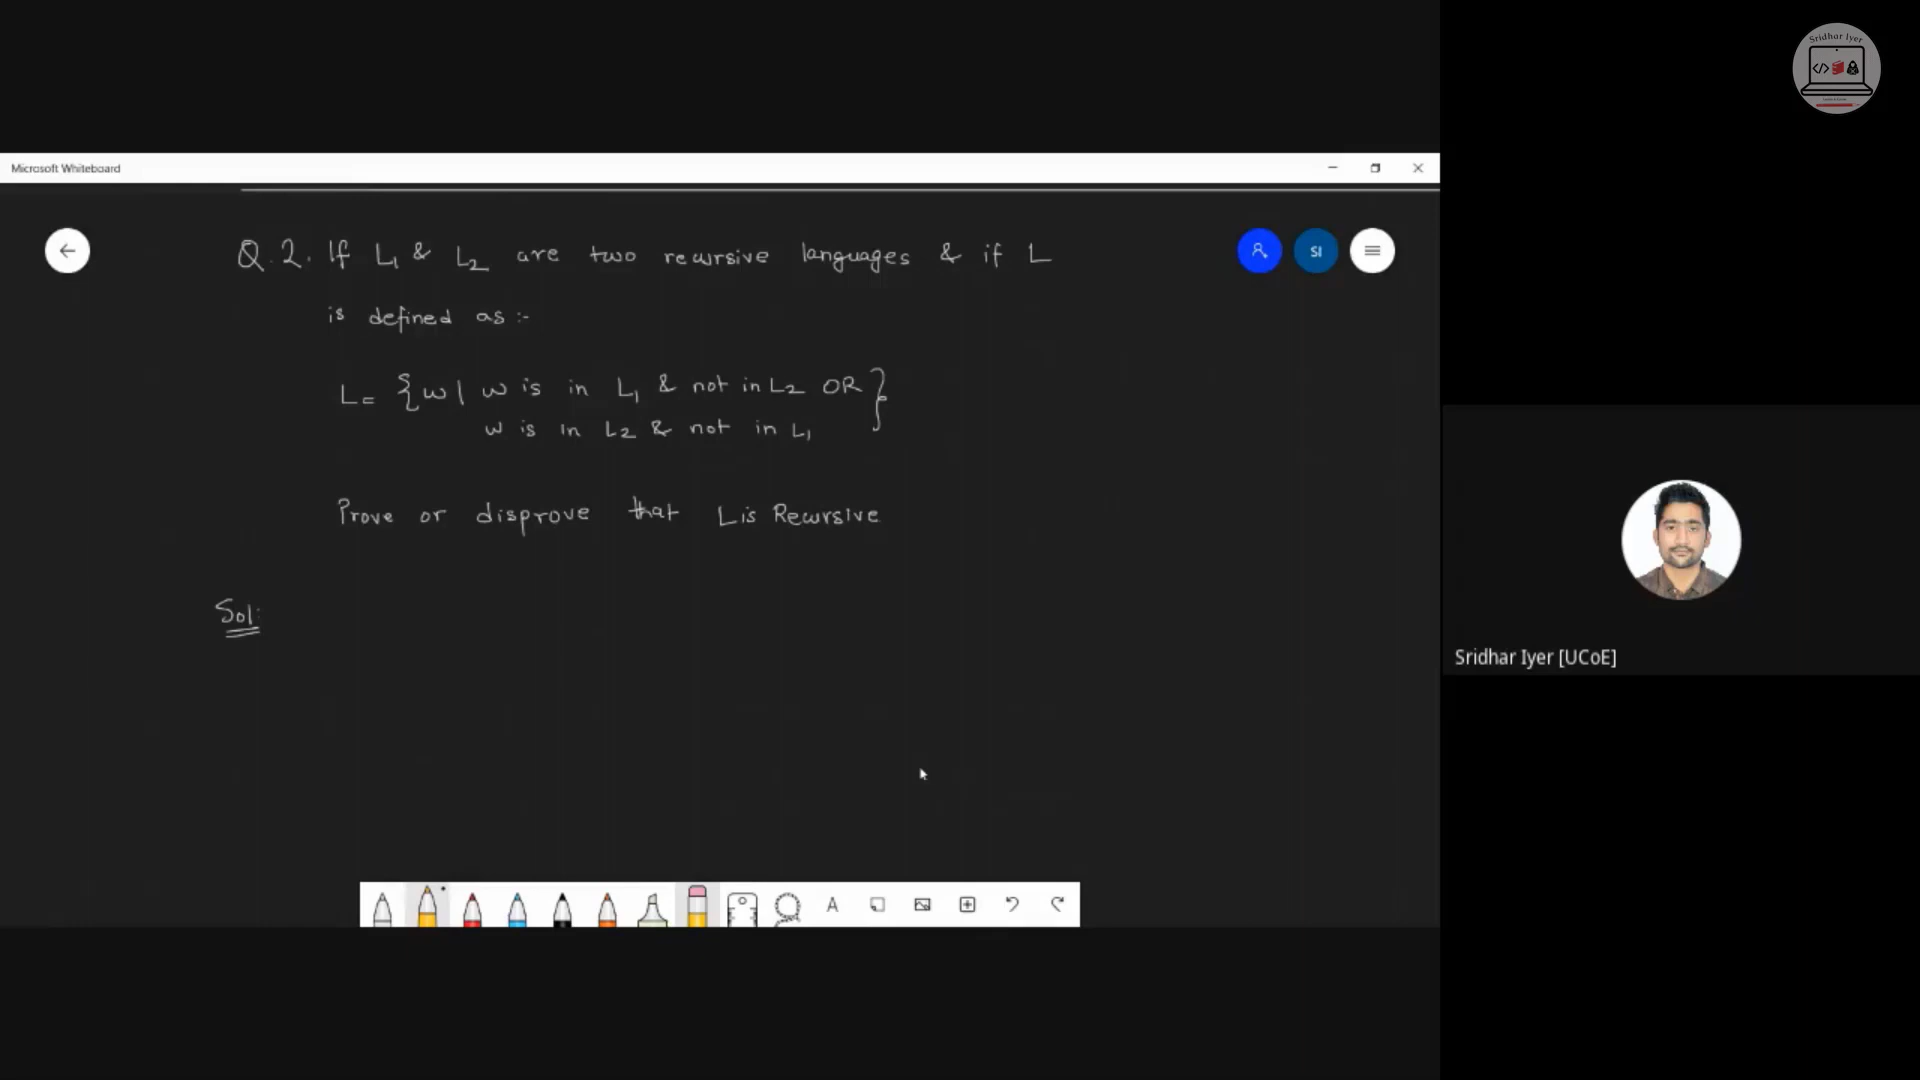 Sridhar Iyer
</>
Microsoft Whiteboard
Q.2. If L₁ & L₂ are two recursive languages & if L
SI
is defined as :-
L= {w| w is in L₁ & not in L₂ OR }
w is in L₂ & not in L₁
Prove or disprove that L is Recursive
Sol:
Sridhar Iyer [UCoE]
A